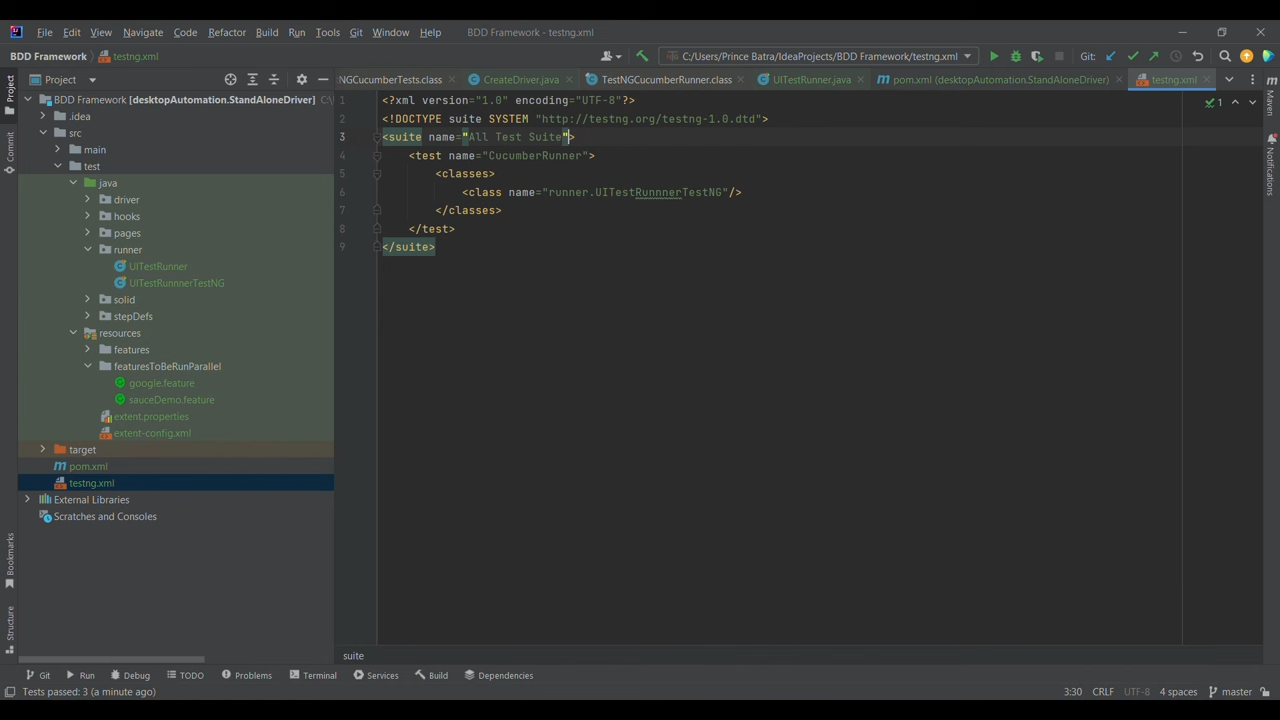 File Edit View Navigate Code Refactor Build Run Tools Git Window Help BDD Framework - testng.xml
BDD Framework testng.xml C:/Users/Prince Batra/IdeaProjects/BDD Framework/testng.xml Git:
Project NGCucumberTests.class CreateDriver.java TestNGCucumberRunner.class UITestRunner.java pom.xml (desktopAutomation.StandAloneDriver) testng.xml
BDD Framework [desktopAutomation.StandAloneDriver] C:\
.idea
src
main
test
java
driver
hooks
pages
runner
UITestRunner
UITestRunnnerTestNG
solid
stepDefs
resources
features
featuresToBeRunParallel
google.feature
sauceDemo.feature
extent.properties
extent-config.xml
target
pom.xml
testng.xml
External Libraries
Scratches and Consoles
1 <?xml version="1.0" encoding="UTF-8"?>
2 <!DOCTYPE suite SYSTEM "http://testng.org/testng-1.0.dtd">
3 <suite name="All Test Suite">
4 <test name="CucumberRunner">
5 <classes>
6 <class name="runner.UITestRunnnerTestNG"/>
7 </classes>
8 </test>
9 </suite>
1
Project
Commit
Bookmarks
Structure
Maven
Notifications
suite
Git Run Debug TODO Problems Terminal Services Build Dependencies
Tests passed: 3 (a minute ago) 3:30 CRLF UTF-8 4 spaces master